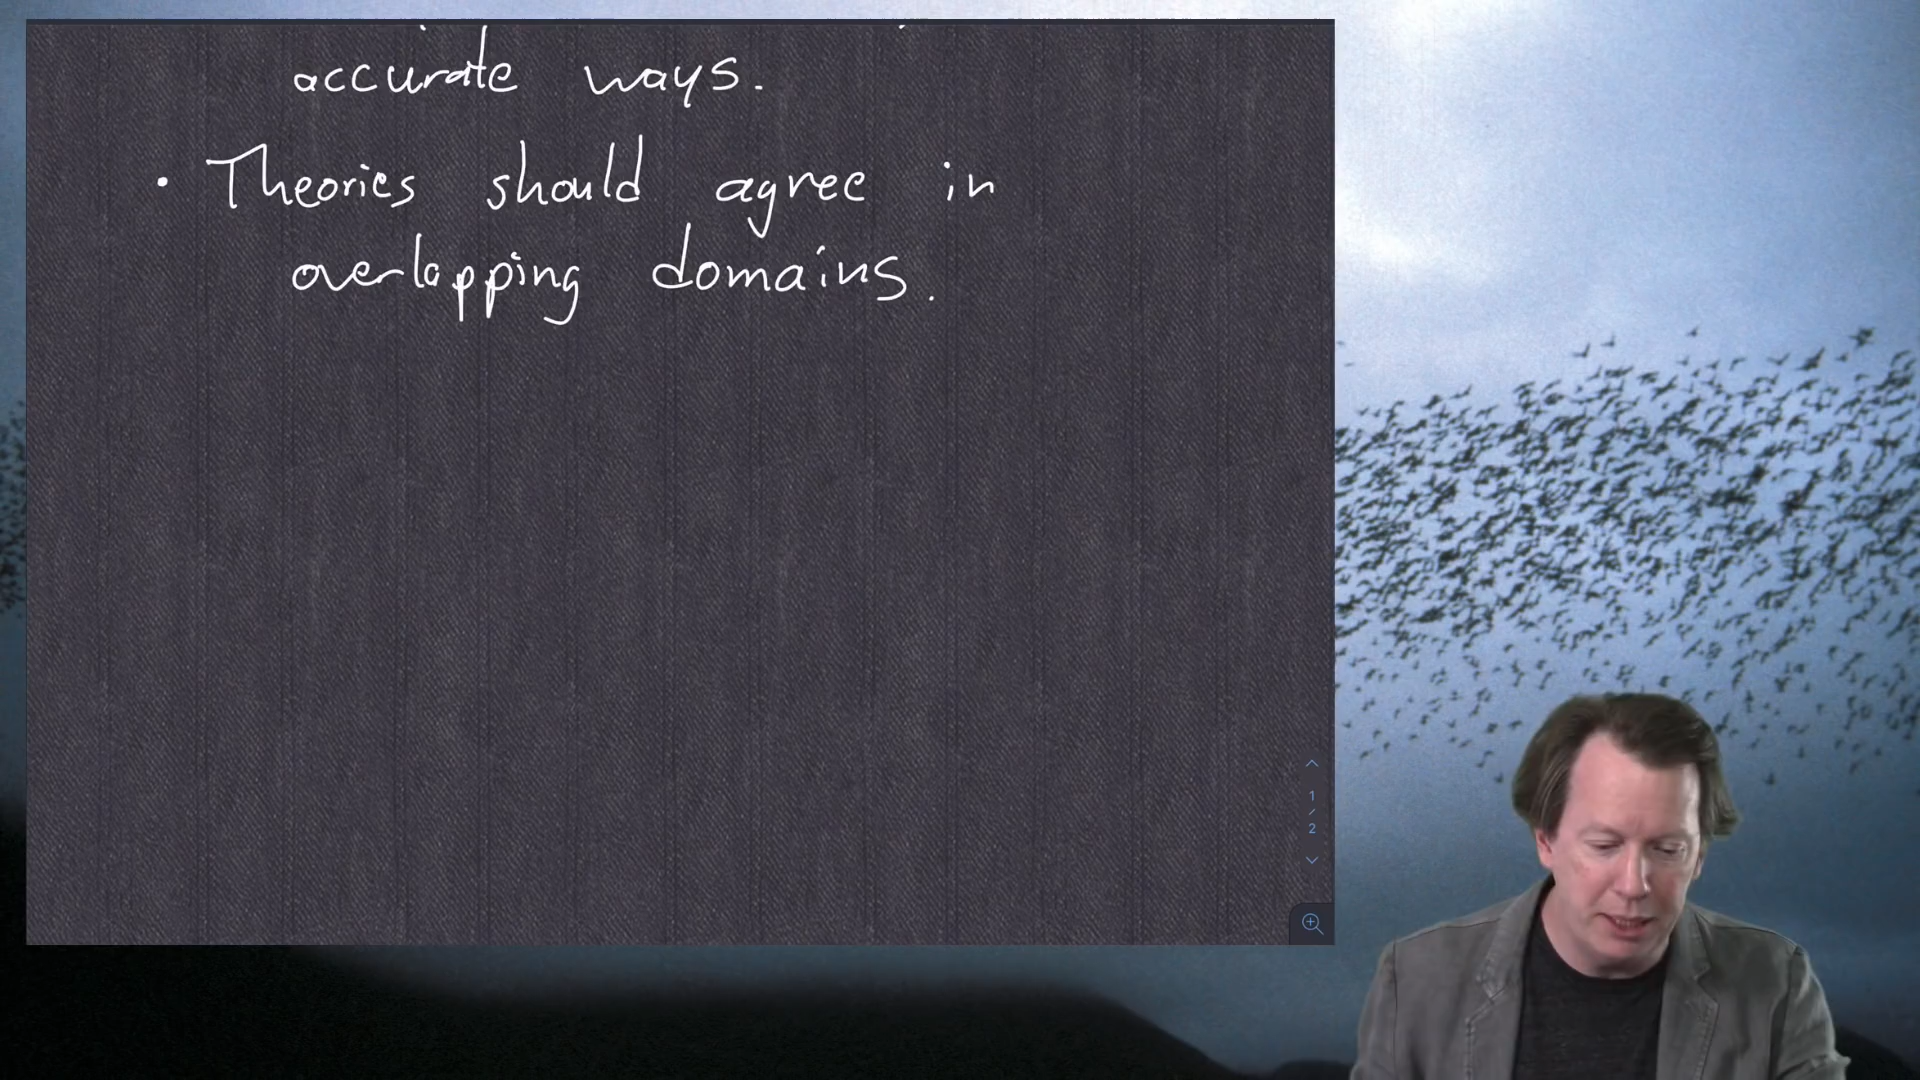 accurate ways.
• Theories should agree in
overlapping domains.
1
/
2